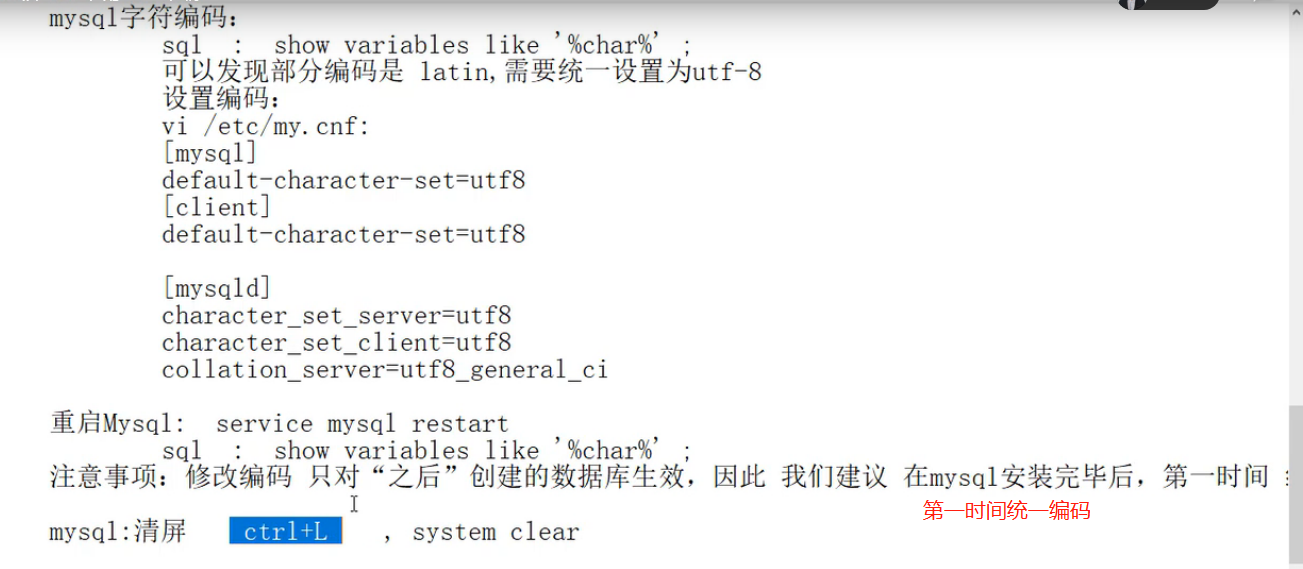 mysql字符编码：
sql : show variables like '%char%' ;
可以发现部分编码是 latin,需要统一设置为utf-8
设置编码：
vi /etc/my.cnf:
[mysql]
default-character-set=utf8
[client]
default-character-set=utf8
[mysqld]
character_set_server=utf8
character_set_client=utf8
collation_server=utf8_general_ci
重启Mysql: service mysql restart
sql : show variables like '%char%' ;
注意事项：修改编码 只对“之后”创建的数据库生效，因此 我们建议 在mysql安装完毕后，第一时间
第一时间统一编码
mysql:清屏 ctrl+L , system clear